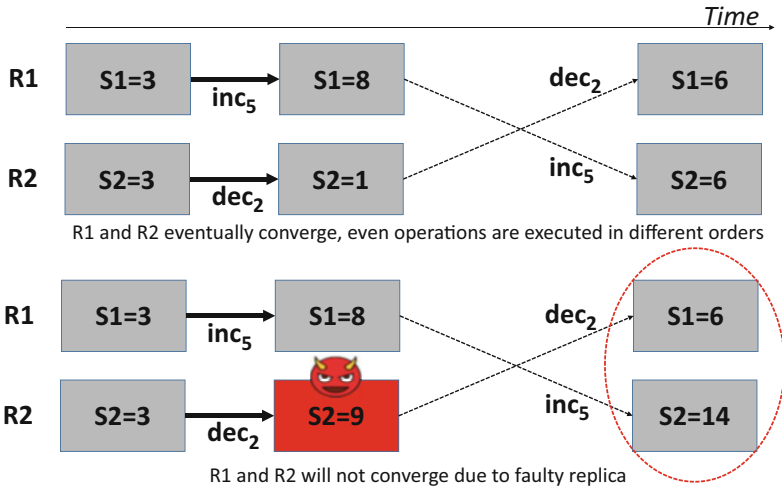 Time
R1 S1=3 S1=8 dec2 S1=6
inc5
R2 S2=3 S2=1 inc5 S2=6
dec2
R1 and R2 eventually converge, even operations are executed in different orders
R1 S1=3 S1=8 dec2 S1=6
inc5
R2 S2=3 S2=9 inc5 S2=14
dec2
R1 and R2 will not converge due to faulty replica